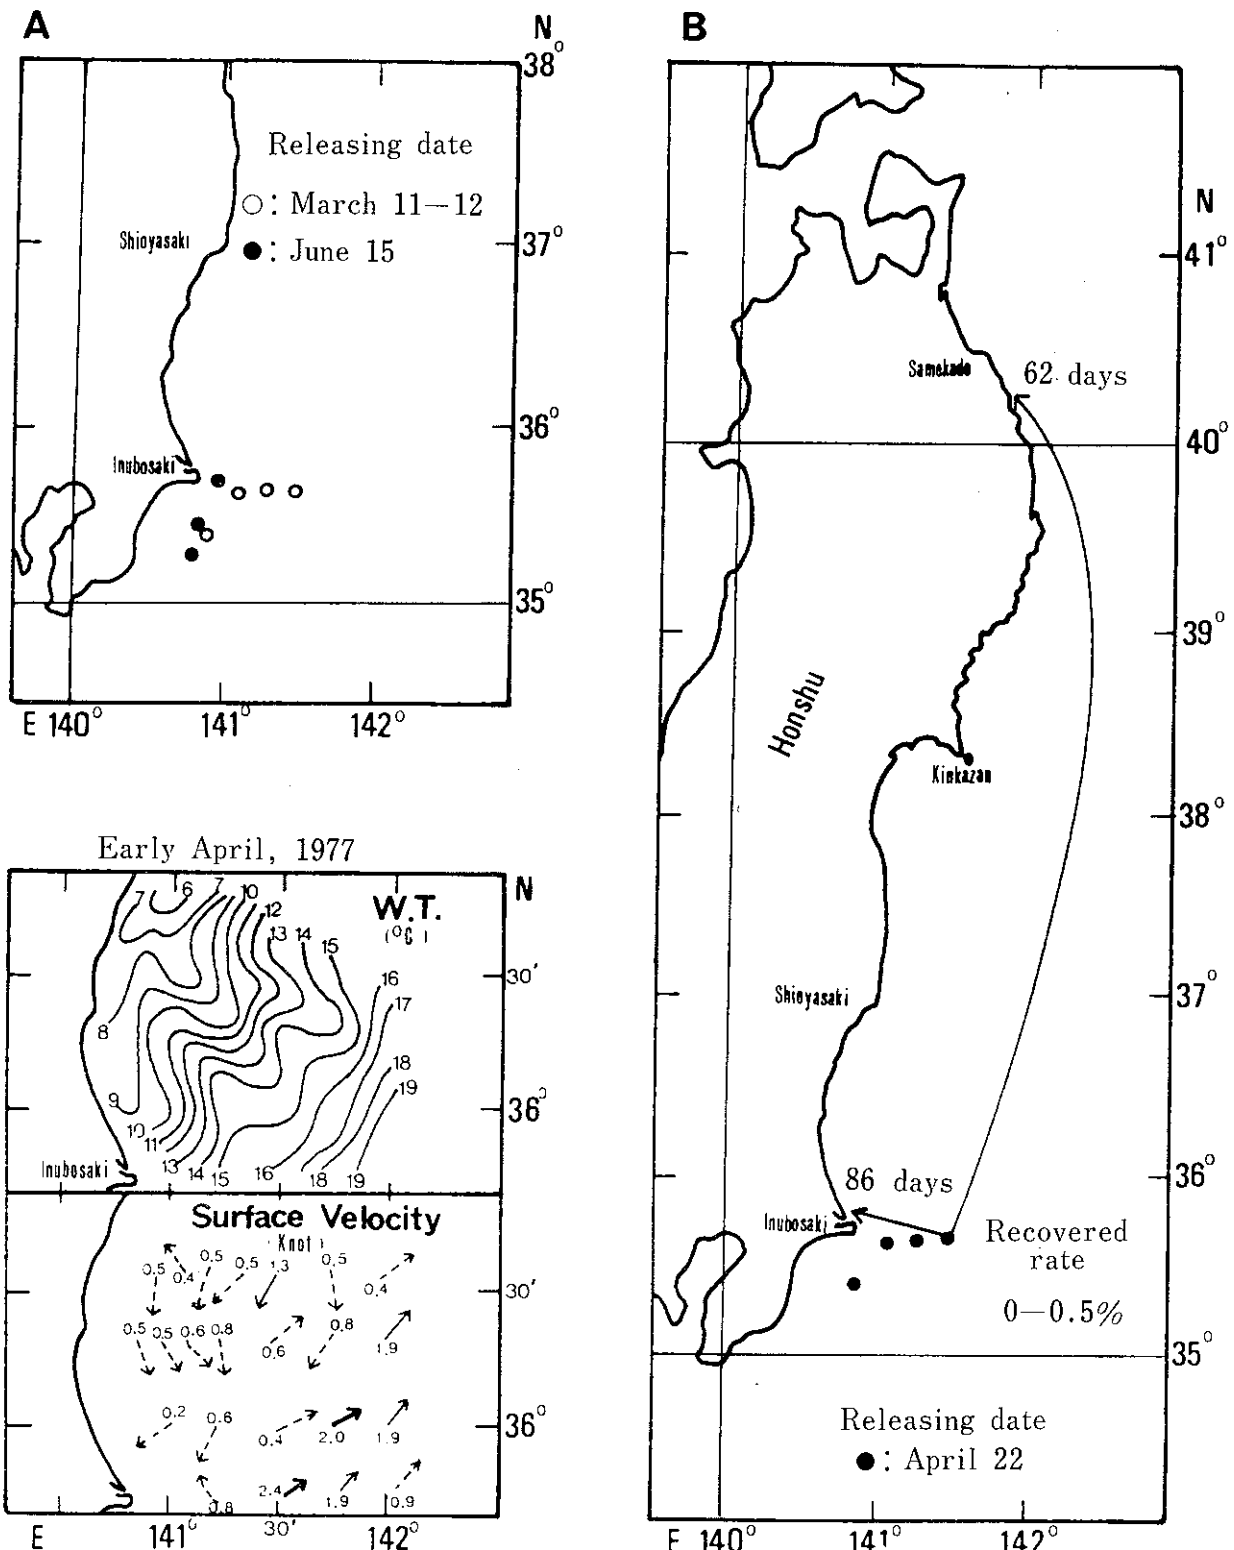 A
N
38°
Releasing date
○: March 11—12
Shioyasaki
37°
●: June 15
36°
Inubosaki
35°
E 140° 141° 142°
Early April, 1977
N
7 6 7 10 12 13 14 15
W.T.
(°C)
16
30'
17
8
18
19
9
36°
10
11
Inubosaki
13 14 15 16 18 19
Surface Velocity
(Knot)
0.5 0.4 0.5 0.5 1.3 0.5 0.4
30'
0.5 0.5 0.6 0.8 0.6 0.8 1.9
0.2 0.6 0.4 2.0 1.9
36°
0.8 2.4 1.9 0.9
E 141° 30' 142°
B
N
41°
Samekado
62 days
40°
39°
Honshu
Kinkazan
38°
Shioyasaki
37°
36°
86 days
Inubosaki
Recovered
rate
0—0.5%
35°
Releasing date
●: April 22
E 140° 141° 142°